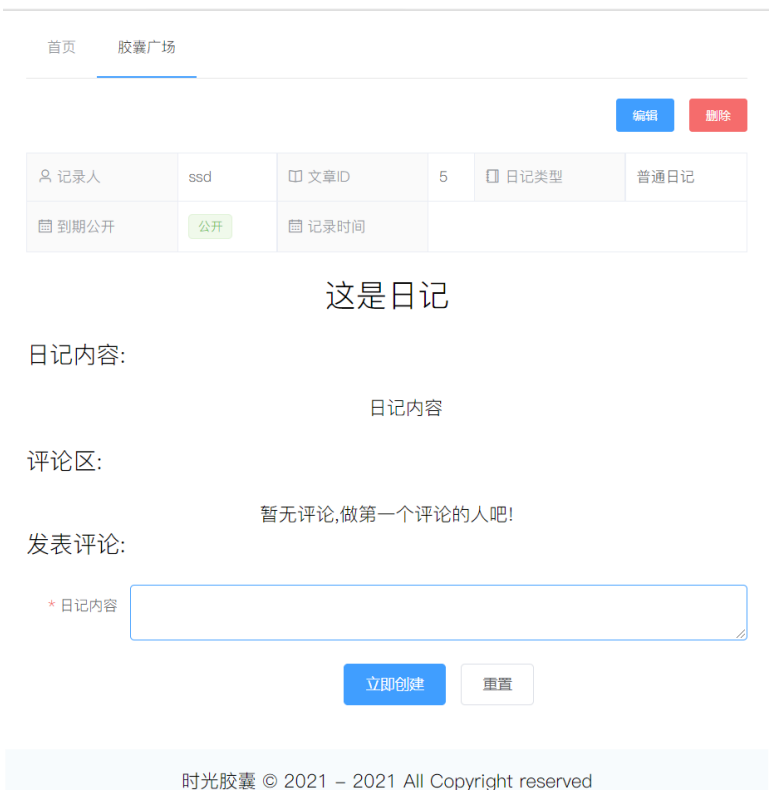 首页 胶囊广场
编辑 删除
记录人 ssd 文章ID 5 日记类型 普通日记
到期公开 公开 记录时间
这是日记
日记内容:
日记内容
评论区:
暂无评论,做第一个评论的人吧!
发表评论:
* 日记内容
立即创建 重置
时光胶囊 © 2021 – 2021 All Copyright reserved